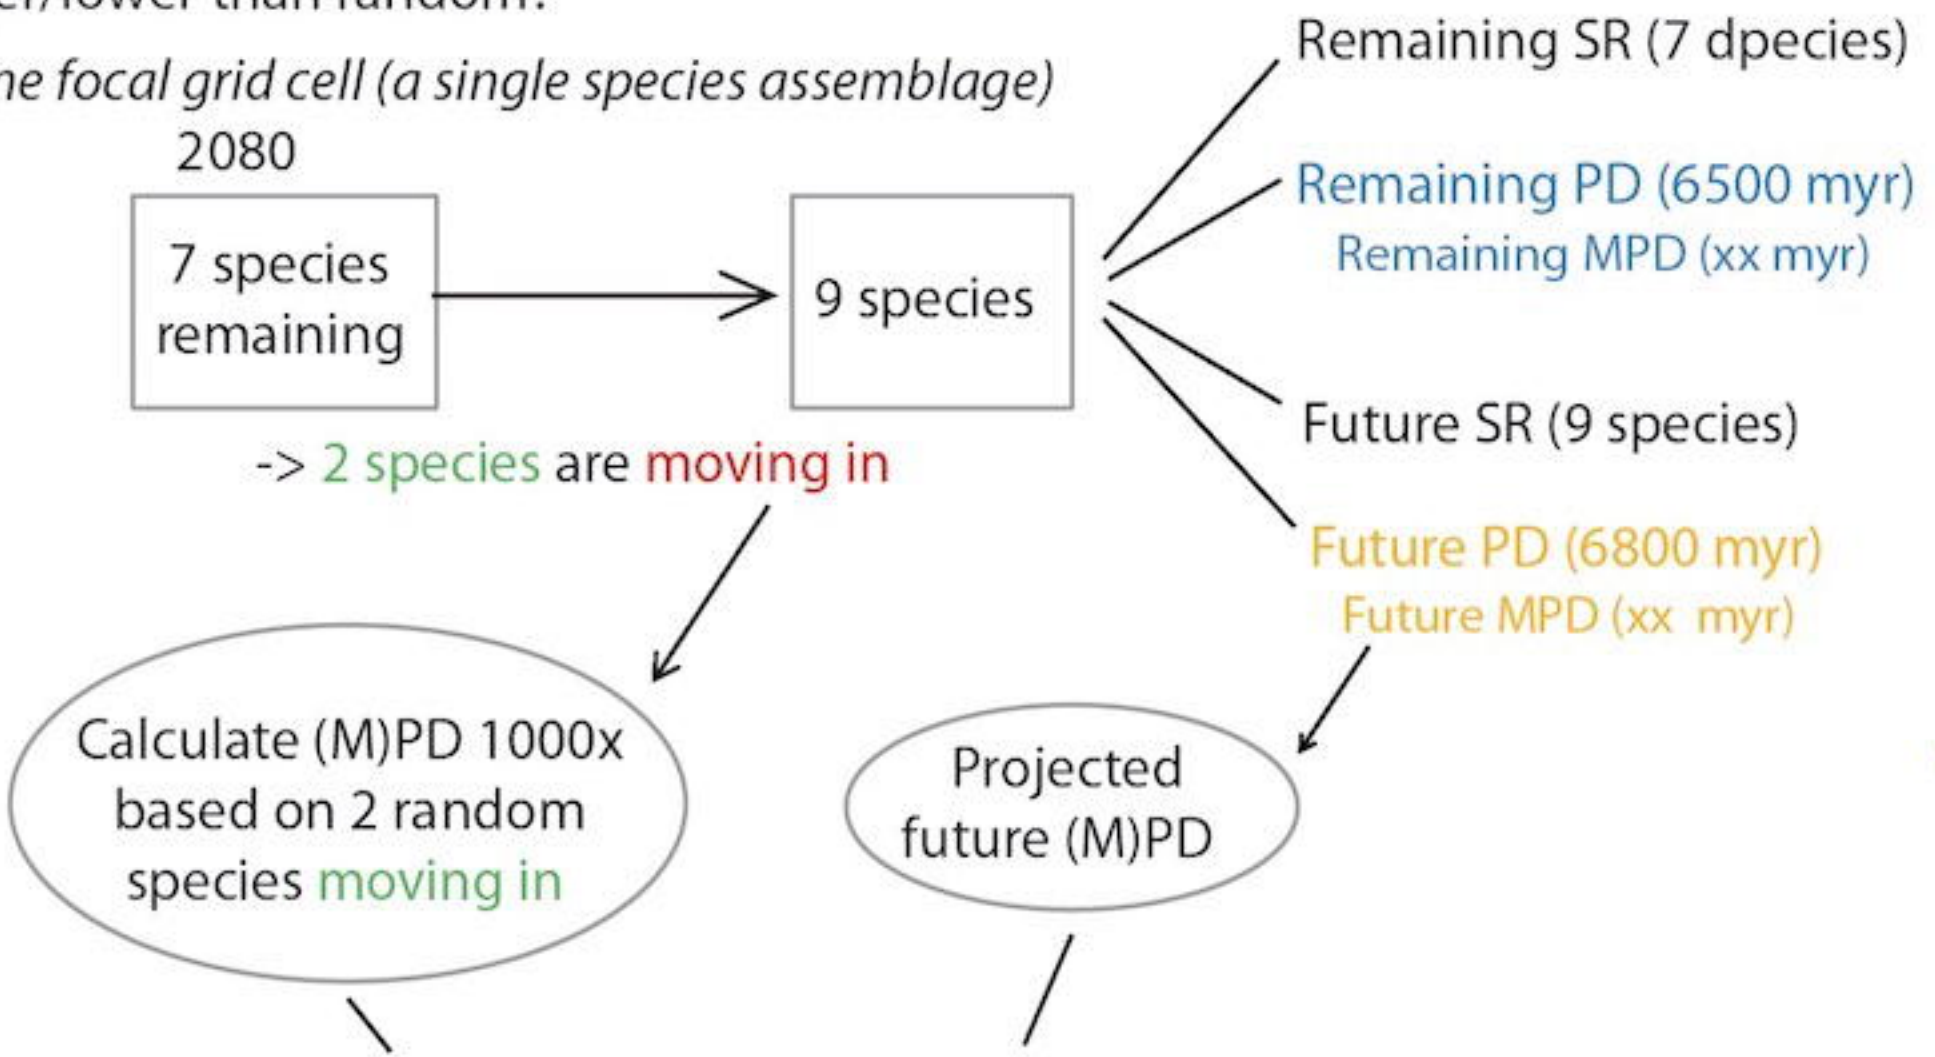 than random?
focal grid cell (a single species assemblage)
2080
7 species
remaining
9 species
-> 2 species are moving in
Remaining SR (7 dpecies)
Remaining PD (6500 myr)
Remaining MPD (xx myr)
Future SR (9 species)
Future PD (6800 myr)
Future MPD (xx myr)
Calculate (M)PD 1000x
based on 2 random
species moving in
Projected
future (M)PD